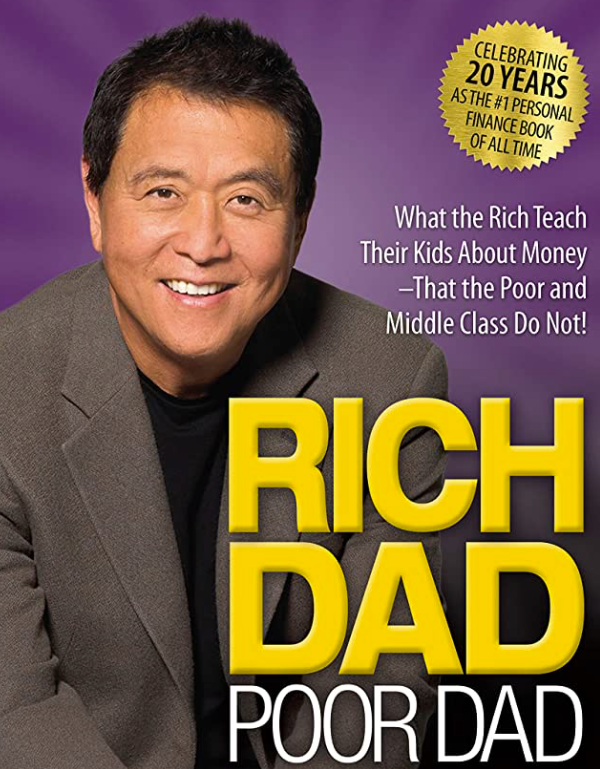 CELEBRATING
20 YEARS
AS THE #1 PERSONAL
FINANCE BOOK
OF ALL TIME
What the Rich Teach
Their Kids About Money
–That the Poor and
Middle Class Do Not!
RICH
DAD
POOR DAD